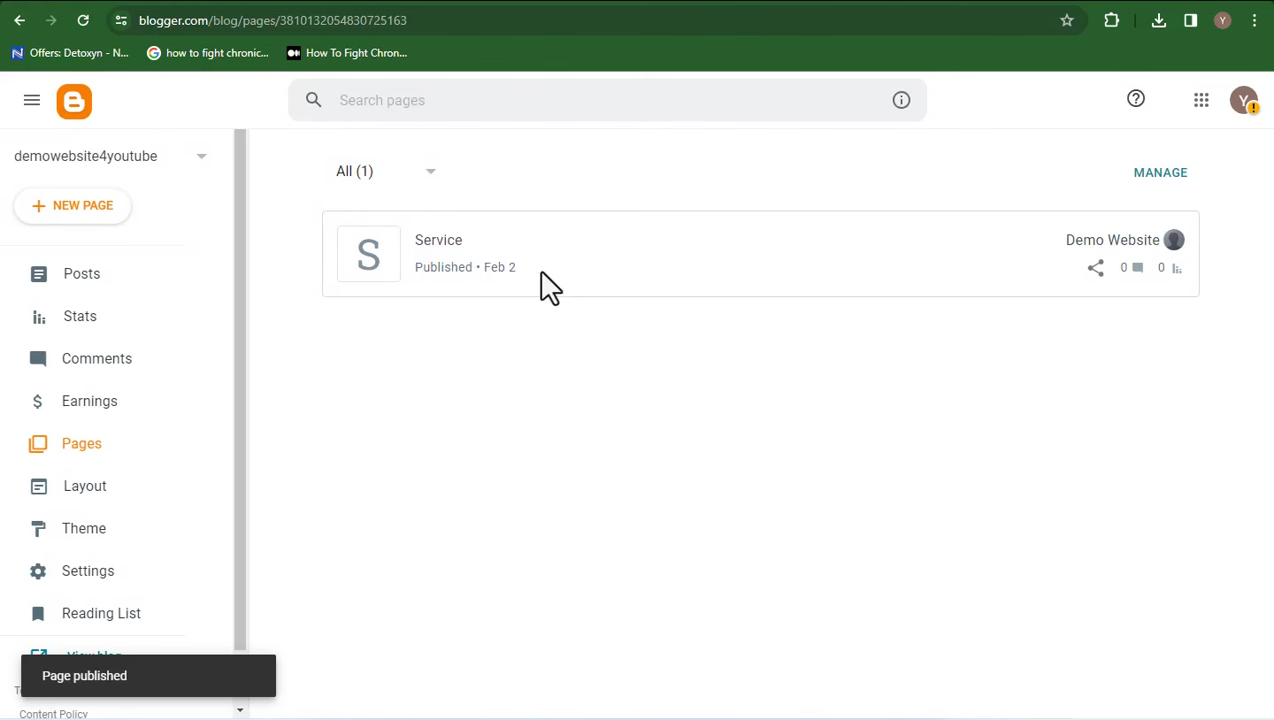 blogger.com/blog/pages/3810132054830725163
Y
Offers: Detoxyn - N...
how to fight chronic...
How To Fight Chron...
Search pages
Y
demowebsite4youtube
NEW PAGE
All (1)
MANAGE
S
Service
Published • Feb 2
Demo Website
0
0
Posts
Stats
Comments
Earnings
Pages
Layout
Theme
Settings
Reading List
View blog
Page published
Content Policy